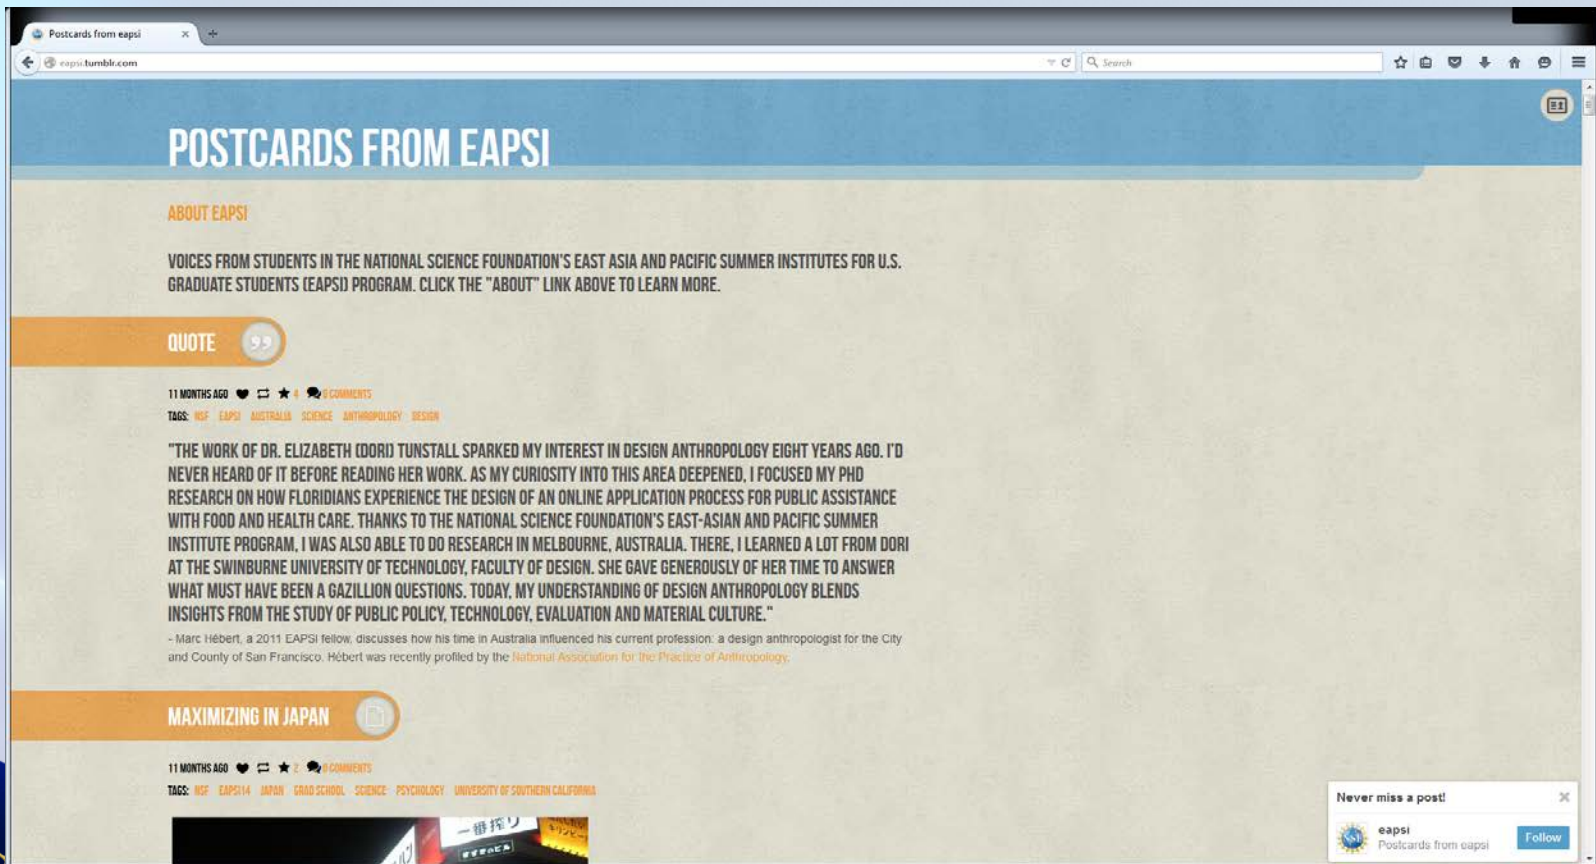 Postcards from eapsi
eapsi.tumblr.com
Search
POSTCARDS FROM EAPSI
ABOUT EAPSI
VOICES FROM STUDENTS IN THE NATIONAL SCIENCE FOUNDATION'S EAST ASIA AND PACIFIC SUMMER INSTITUTES FOR U.S.
GRADUATE STUDENTS (EAPSI) PROGRAM. CLICK THE "ABOUT" LINK ABOVE TO LEARN MORE.
QUOTE
11 MONTHS AGO 4 0 COMMENTS
TAGS: NSF EAPSI AUSTRALIA SCIENCE ANTHROPOLOGY DESIGN
"THE WORK OF DR. ELIZABETH (DORI) TUNSTALL SPARKED MY INTEREST IN DESIGN ANTHROPOLOGY EIGHT YEARS AGO. I'D
NEVER HEARD OF IT BEFORE READING HER WORK. AS MY CURIOSITY INTO THIS AREA DEEPENED, I FOCUSED MY PHD
RESEARCH ON HOW FLORIDIANS EXPERIENCE THE DESIGN OF AN ONLINE APPLICATION PROCESS FOR PUBLIC ASSISTANCE
WITH FOOD AND HEALTH CARE. THANKS TO THE NATIONAL SCIENCE FOUNDATION'S EAST-ASIAN AND PACIFIC SUMMER
INSTITUTE PROGRAM, I WAS ALSO ABLE TO DO RESEARCH IN MELBOURNE, AUSTRALIA. THERE, I LEARNED A LOT FROM DORI
AT THE SWINBURNE UNIVERSITY OF TECHNOLOGY, FACULTY OF DESIGN. SHE GAVE GENEROUSLY OF HER TIME TO ANSWER
WHAT MUST HAVE BEEN A GAZILLION QUESTIONS. TODAY, MY UNDERSTANDING OF DESIGN ANTHROPOLOGY BLENDS
INSIGHTS FROM THE STUDY OF PUBLIC POLICY, TECHNOLOGY, EVALUATION AND MATERIAL CULTURE."
- Marc Hébert, a 2011 EAPSI fellow, discusses how his time in Australia influenced his current profession: a design anthropologist for the City
and County of San Francisco. Hébert was recently profiled by the National Association for the Practice of Anthropology.
MAXIMIZING IN JAPAN
11 MONTHS AGO 2 0 COMMENTS
TAGS: NSF EAPSI14 JAPAN GRAD SCHOOL SCIENCE PSYCHOLOGY UNIVERSITY OF SOUTHERN CALIFORNIA
一番搾り
Never miss a post!
eapsi
Postcards from eapsi
Follow